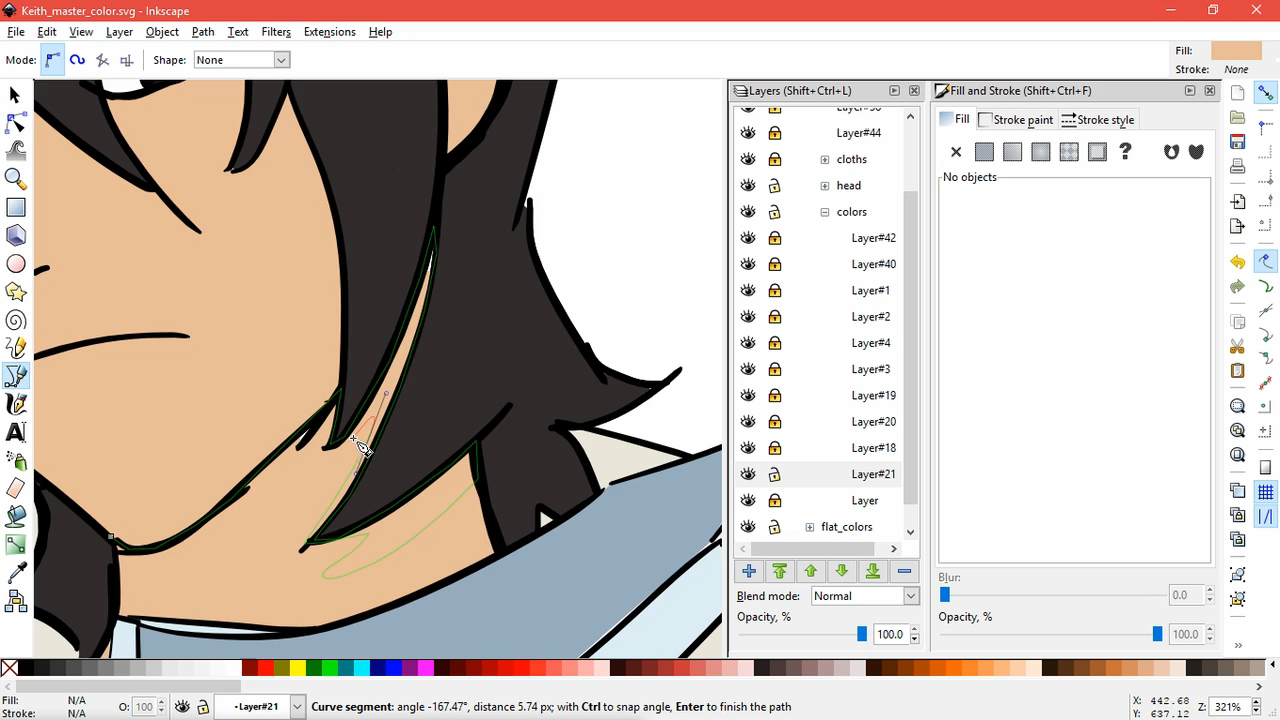 Keith_master_color.svg - Inkscape
File Edit View Layer Object Path Text Filters Extensions Help
Mode: Shape: None
Fill:
Stroke: None
Layers (Shift+Ctrl+L)
Fill and Stroke (Shift+Ctrl+F)
Layer#44
cloths
head
colors
Layer#42
Layer#40
Layer#1
Layer#2
Layer#4
Layer#3
Layer#19
Layer#20
Layer#18
Layer#21
Layer
flat_colors
Blend mode: Normal
Opacity, %
100.0
Fill Stroke paint Stroke style
No objects
Blur:
0.0
Opacity, %
100.0
Fill: N/A
Stroke: N/A
O: 100
Layer#21
Curve segment: angle -167.47°, distance 5.74 px; with Ctrl to snap angle, Enter to finish the path
X: 442.68
Y: 637.12
Z: 321%